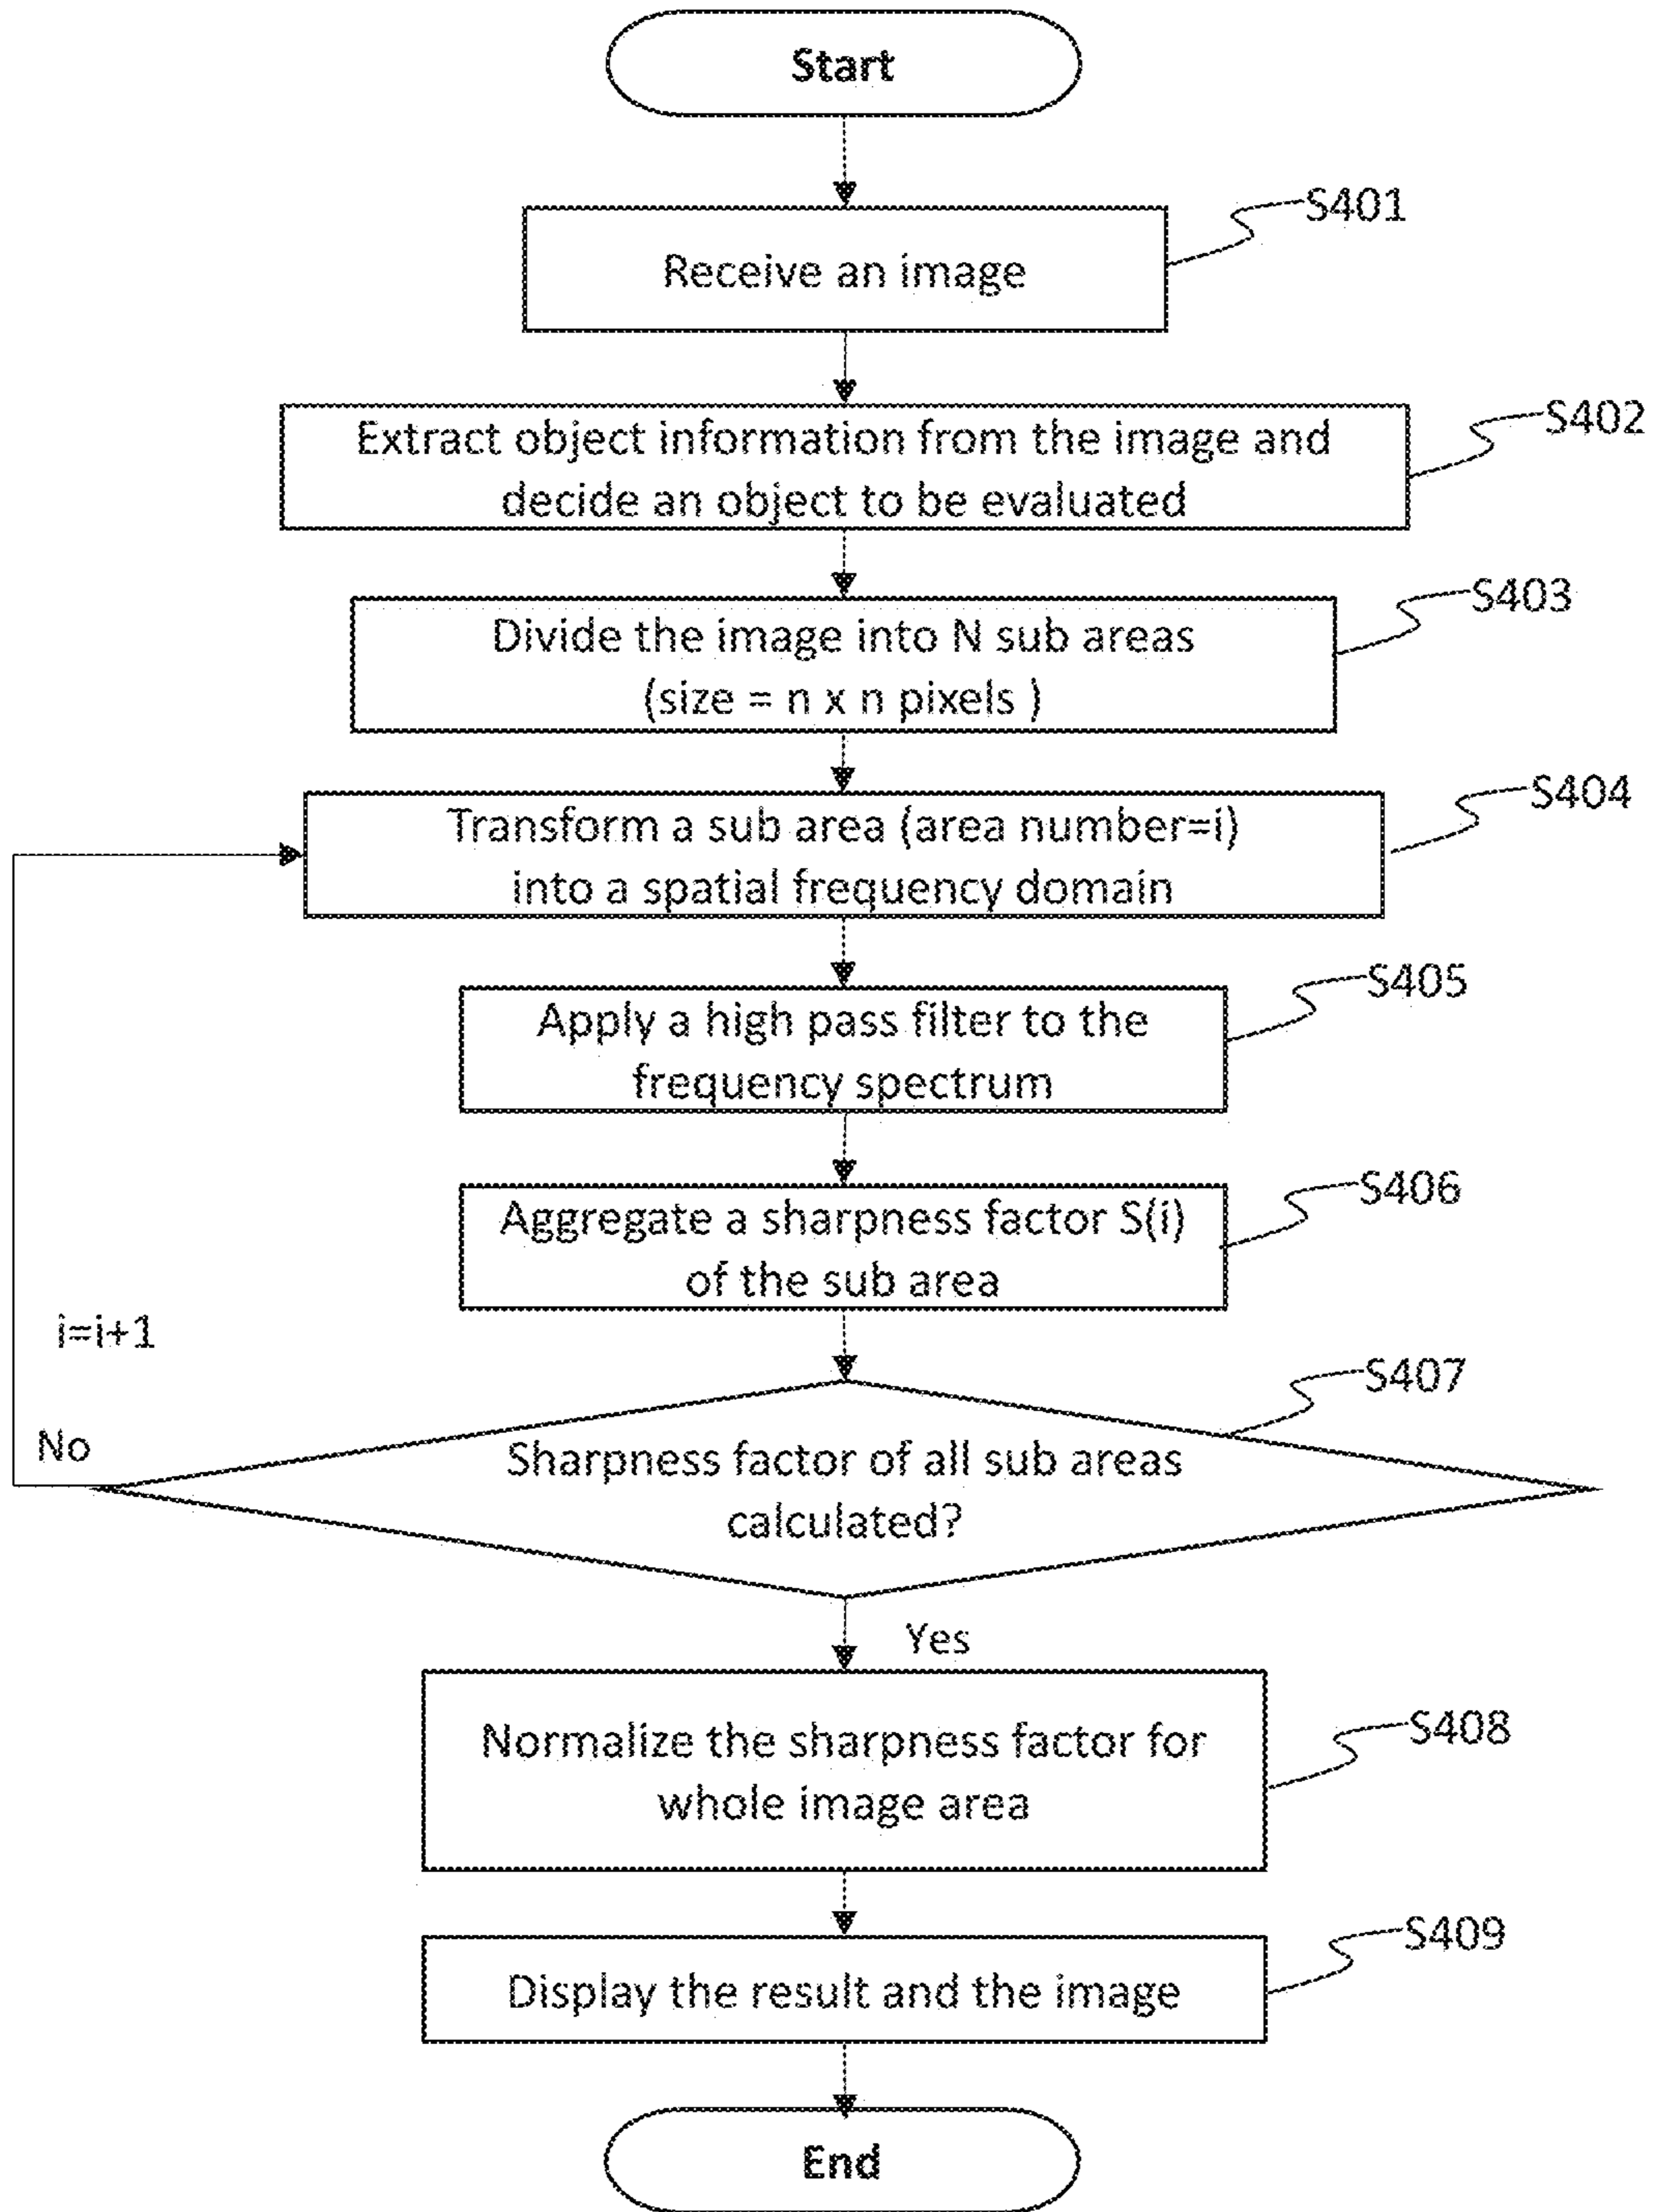 Start
S401
Receive an image
S402
Extract object information from the image and
decide an object to be evaluated
S403
Divide the image into N sub areas
(size = n x n pixels )
S404
Transform a sub area (area number=i)
into a spatial frequency domain
S405
Apply a high pass filter to the
frequency spectrum
S406
Aggregate a sharpness factor S(i)
of the sub area
i=i+1
S407
No
Sharpness factor of all sub areas
calculated?
Yes
S408
Normalize the sharpness factor for
whole image area
S409
Display the result and the image
End